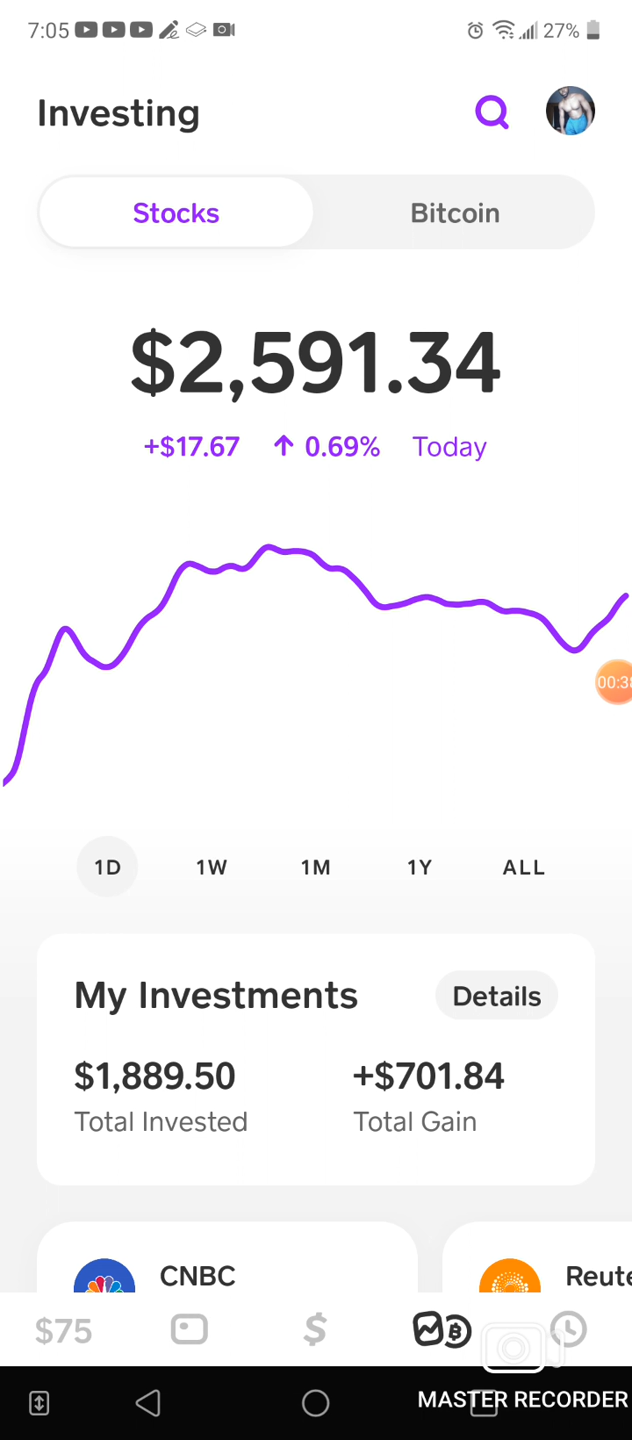 7:05 27%
Investing
Stocks Bitcoin
$2,591.34
+$17.67 ↑ 0.69% Today
00:38
1D 1W 1M 1Y ALL
My Investments Details
$1,889.50 +$701.84
Total Invested Total Gain
CNBC Reute
$75 $
MASTER RECORDER